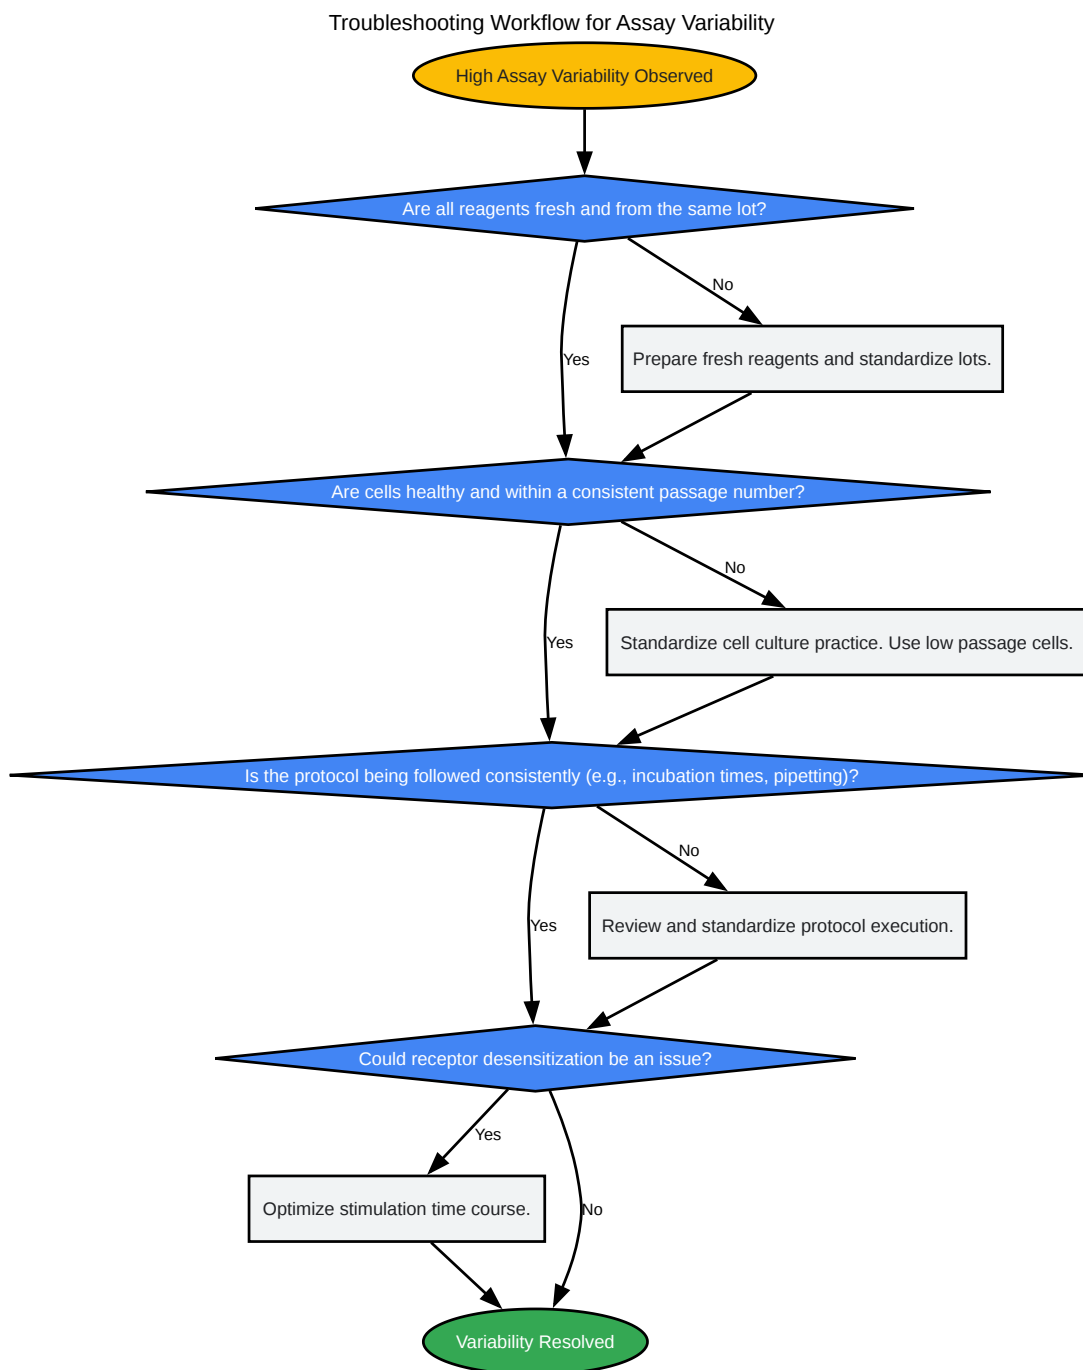 Troubleshooting Workflow for Assay Variability
High Assay Variability Observed
Are all reagents fresh and from the same lot?
No
Yes
Prepare fresh reagents and standardize lots.
Are cells healthy and within a consistent passage number?
No
Yes
Standardize cell culture practice. Use low passage cells.
Is the protocol being followed consistently (e.g., incubation times, pipetting)?
No
Yes
Review and standardize protocol execution.
Could receptor desensitization be an issue?
Yes
Optimize stimulation time course.
No
Variability Resolved